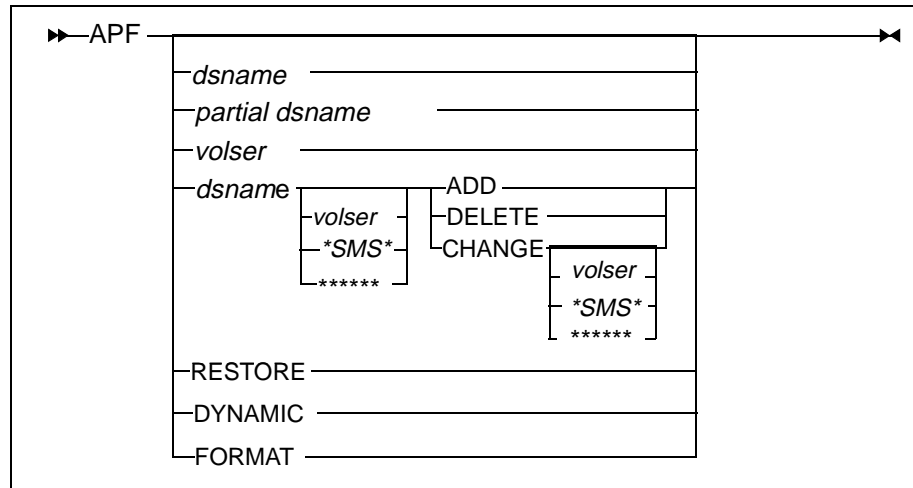 APF
dsname
partial dsname
volser
dsname ADD
volser DELETE
*SMS* CHANGE
****** volser
*SMS*
******
RESTORE
DYNAMIC
FORMAT